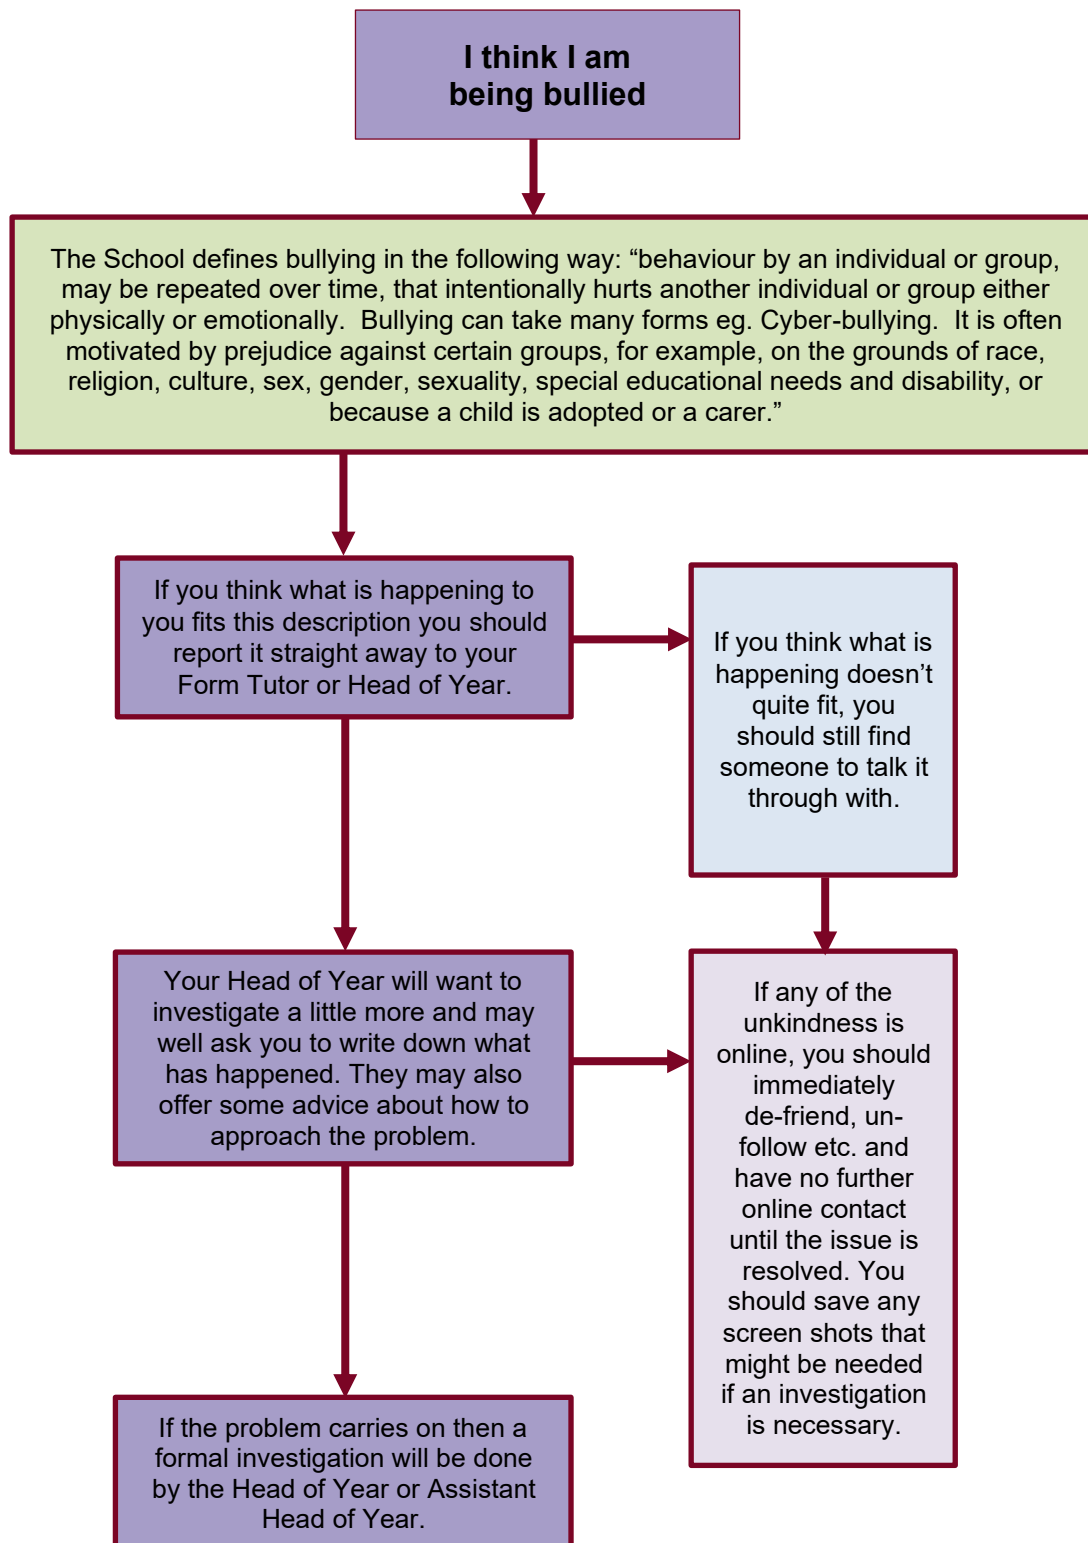 I think I am
being bullied
The School defines bullying in the following way: “behaviour by an individual or group,
may be repeated over time, that intentionally hurts another individual or group either
physically or emotionally.  Bullying can take many forms eg. Cyber-bullying.  It is often
motivated by prejudice against certain groups, for example, on the grounds of race,
religion, culture, sex, gender, sexuality, special educational needs and disability, or
because a child is adopted or a carer.”
If you think what is happening to
you fits this description you should
report it straight away to your
Form Tutor or Head of Year.
If you think what is
happening doesn’t
quite fit, you
should still find
someone to talk it
through with.
Your Head of Year will want to
investigate a little more and may
well ask you to write down what
has happened. They may also
offer some advice about how to
approach the problem.
If any of the
unkindness is
online, you should
immediately
de-friend, un-
follow etc. and
have no further
online contact
until the issue is
resolved. You
should save any
screen shots that
might be needed
if an investigation
is necessary.
If the problem carries on then a
formal investigation will be done
by the Head of Year or Assistant
Head of Year.